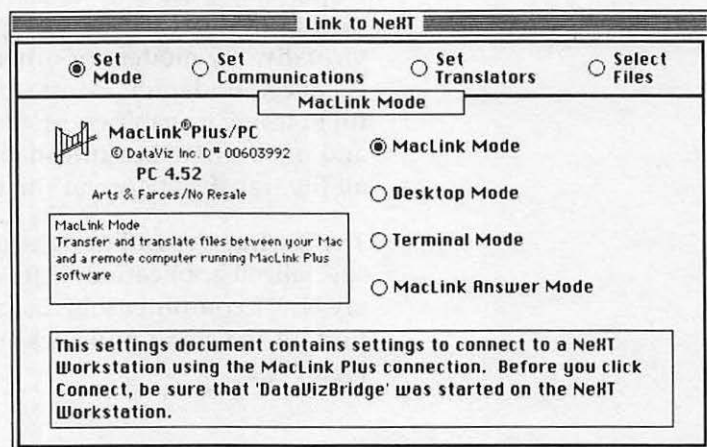 Link to NeXT
Set Mode
Set Communications
Set Translators
Select Files
MacLink Mode
MacLink®Plus/PC
© DataViz Inc. D# 00603992
PC 4.52
Arts & Farces/No Resale
MacLink Mode
Desktop Mode
Terminal Mode
MacLink Answer Mode
MacLink Mode
Transfer and translate files between your Mac
and a remote computer running MacLink Plus
software
This settings document contains settings to connect to a NeXT
Workstation using the MacLink Plus connection. Before you click
Connect, be sure that 'DataVizBridge' was started on the NeXT
Workstation.